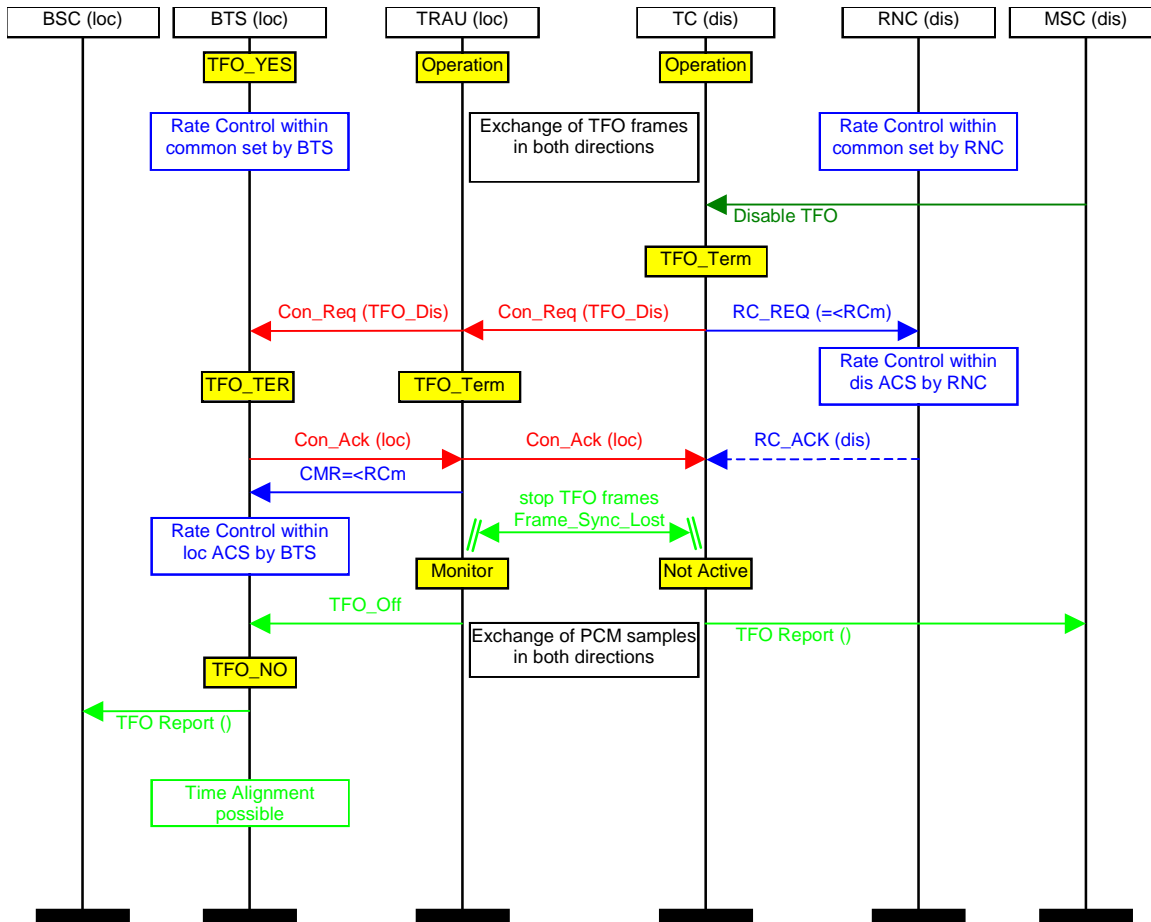 BSC (loc)
BTS (loc)
TRAU (loc)
TC (dis)
RNC (dis)
MSC (dis)
TFO_YES
Operation
Operation
Rate Control within
common set by BTS
Exchange of TFO frames
in both directions
Rate Control within
common set by RNC
Disable TFO
TFO_Term
Con_Req (TFO_Dis)
Con_Req (TFO_Dis)
RC_REQ (=<RCm)
Rate Control within
dis ACS by RNC
TFO_TER
TFO_Term
Con_Ack (loc)
Con_Ack (loc)
RC_ACK (dis)
CMR=<RCm
stop TFO frames
Frame_Sync_Lost
Rate Control within
loc ACS by BTS
Monitor
Not Active
TFO_Off
Exchange of PCM samples
in both directions
TFO Report ()
TFO_NO
TFO Report ()
Time Alignment
possible